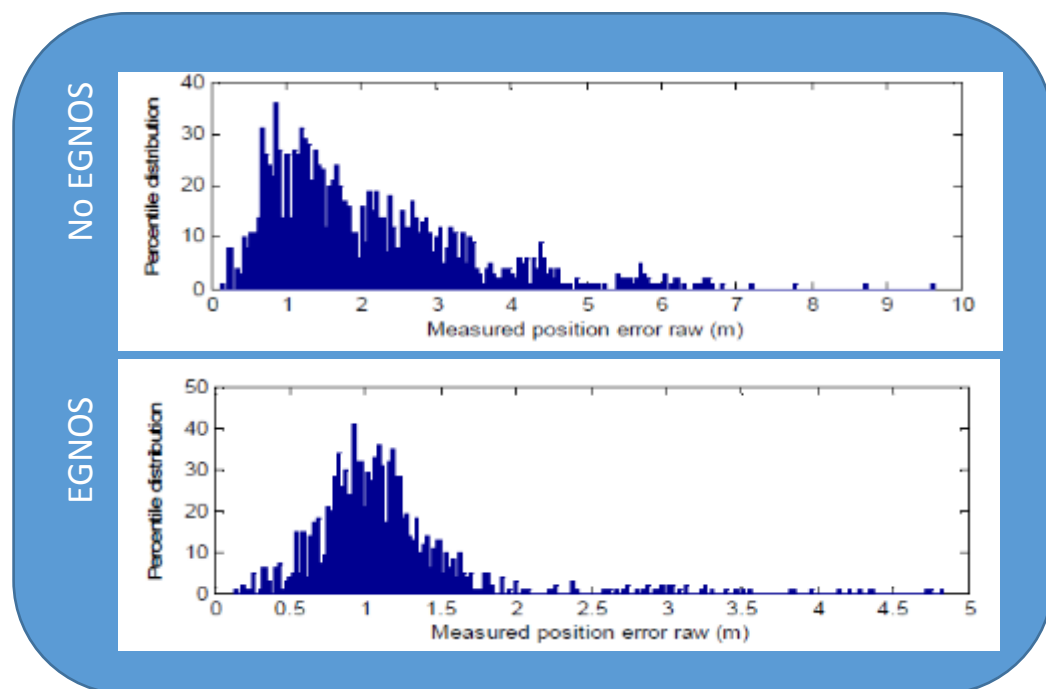 No EGNOS
Percentile distribution
40
30
20
10
0
0 1 2 3 4 5 6 7 8 9 10
Measured position error raw (m)
EGNOS
Percentile distribution
50
40
30
20
10
0
0 0.5 1 1.5 2 2.5 3 3.5 4 4.5 5
Measured position error raw (m)